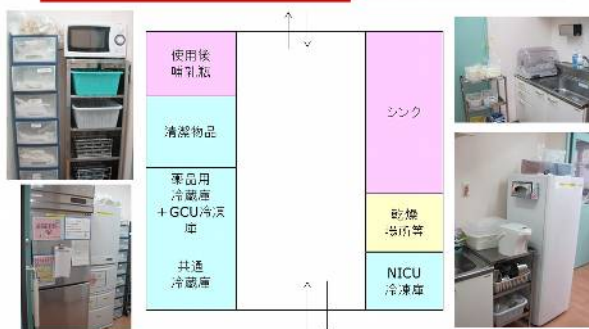 使用後
哺乳瓶
清潔物品
薬品用
冷蔵庫
+GCU冷凍
庫
共通
冷蔵庫
シンク
乾燥
場所等
NICU
冷凍庫